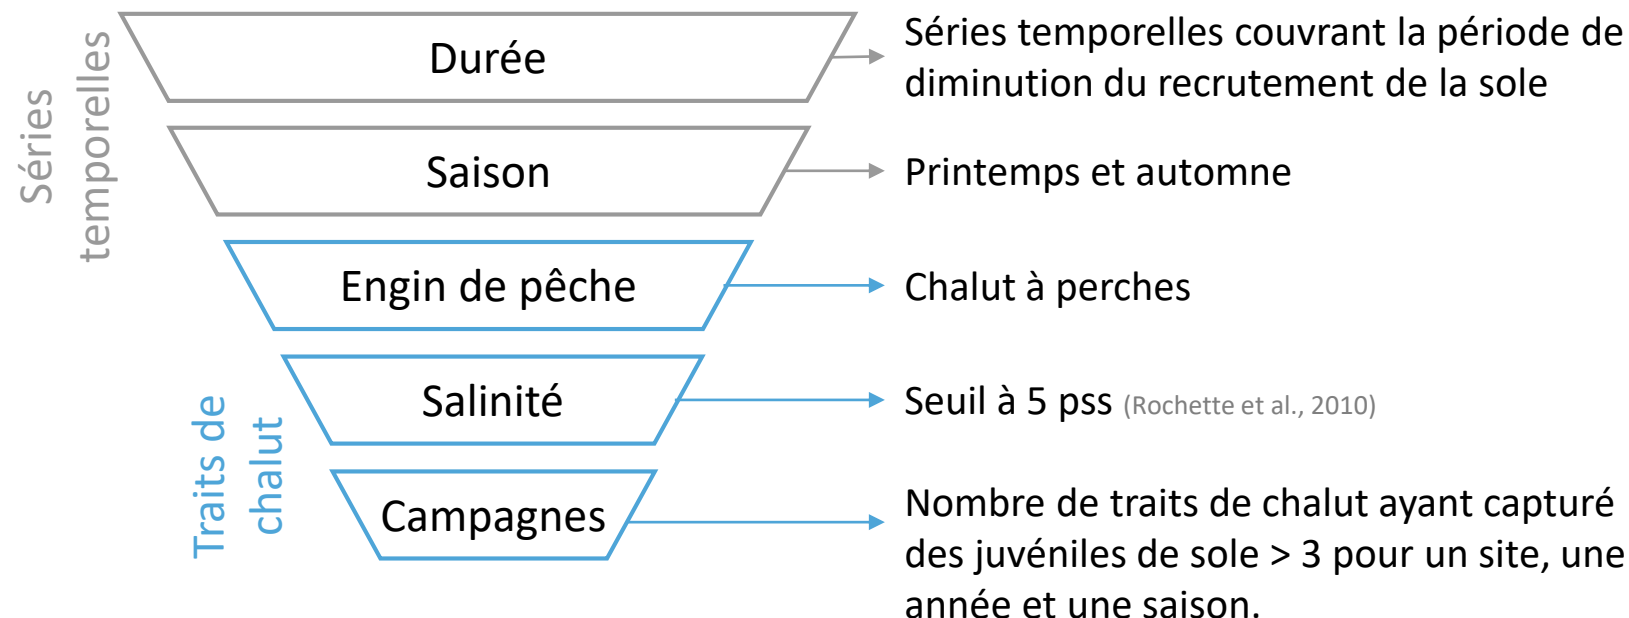 Séries
temporelles
Durée
Séries temporelles couvrant la période de
diminution du recrutement de la sole
Saison
Printemps et automne
Engin de pêche
Chalut à perches
Traits de
chalut
Salinité
Seuil à 5 pss (Rochette et al., 2010)
Campagnes
Nombre de traits de chalut ayant capturé
des juvéniles de sole > 3 pour un site, une
année et une saison.